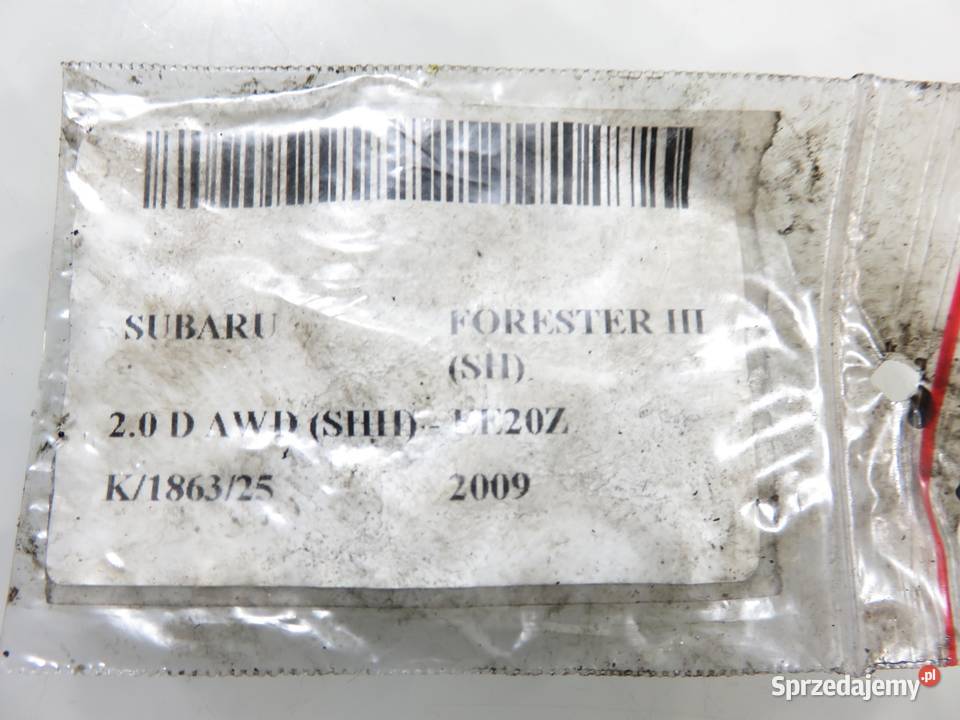 SUBARU FORESTER III
(SH)
2.0 D AWD (SHH) - EE20Z
K/1863/25 2009
Sprzedajemy.pl